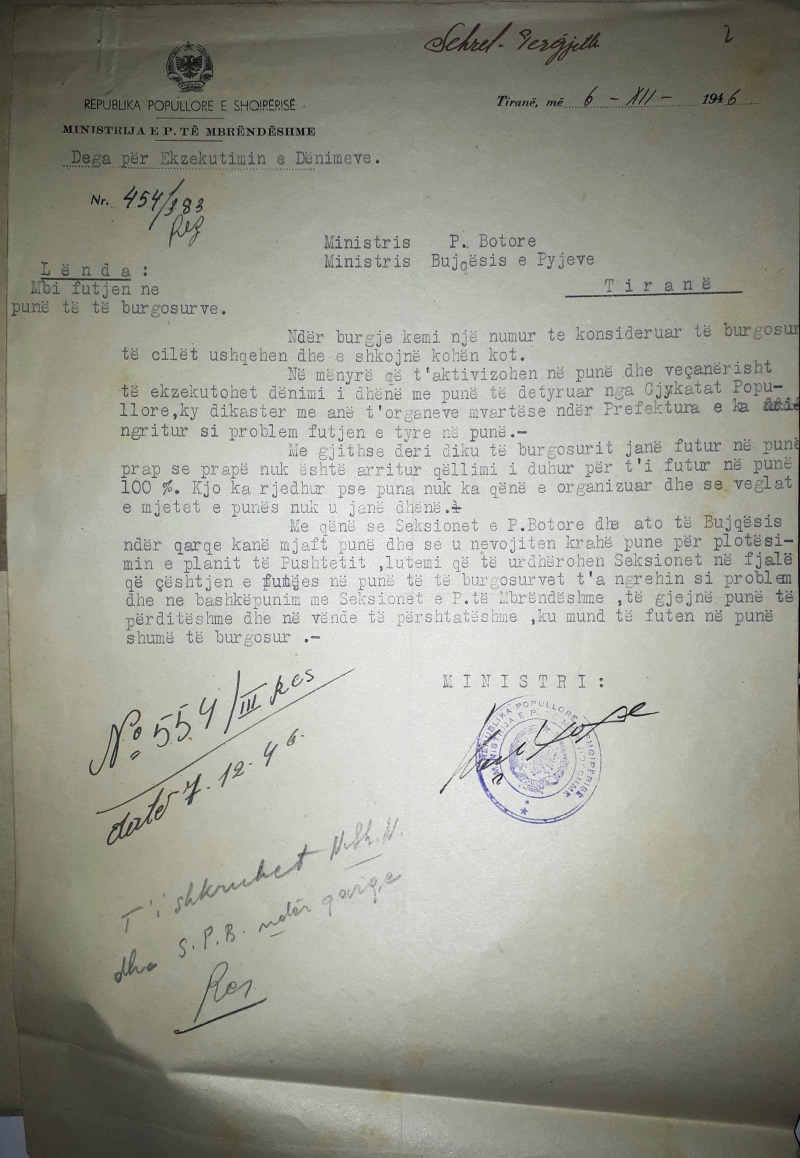 Sekret.
2
REPUBLIKA POPULLORE E SHQIPËRISË
Tiranë, më 6 - XII - 1946
MINISTRIJA E P. TË MBRËNDËSHME
Dega për Ekzekutimin e Dënimeve.
Nr. 454/383
Rez
Ministris P. Botore
Ministris Bujqësis e Pyjeve
T i r a n ë
L ë n d a :
Mbi futjen ne
punë të të burgosurve.
Ndër burgje kemi një numur te konsideruar të burgosur
të cilët ushqehen dhe e shkojnë kohën kot.
Në mënyrë që t'aktivizohen në punë dhe veçanërisht
të ekzekutohet dënimi i dhënë me punë të detyruar nga Gjykatat Popu-
llore,ky dikaster me anë t'organeve mvartëse ndër Prefektura e ka
ngritur si problem futjen e tyre në punë.-
Me gjithse deri diku të burgosurit janë futur në punë
prap se prapë nuk është arritur qëllimi i duhur për t'i futur në punë
100 %. Kjo ka rjedhur pse puna nuk ka qënë e organizuar dhe se veglat
e mjetet e punës nuk u janë dhënë.
Me qënë se Seksionet e P.Botore dhe ato të Bujqësis
ndër qarqe kanë mjaft punë dhe se u nevojiten krahë pune për plotësi-
min e planit të Pushtetit ,lutemi që të urdhërohen Seksionet në fjalë
që çështjen e futjes në punë të të burgosurvet t'a ngrehin si problem
dhe ne bashkëpunim me Seksionet e P.të Mbrëndëshme ,të gjejnë punë të
përditëshme dhe në vënde të përshtatëshme ,ku mund të futen në punë
shumë të burgosur .-
M I N I S T R I :
REPUBLIKA POPULLORE E SHQIPËRISË
MINISTRIJA E P.
No 554/III res
datë 7.12.46.
T'i shkruhet N.Sh.N.
dhe S.P.B. ndër qarqe
Res